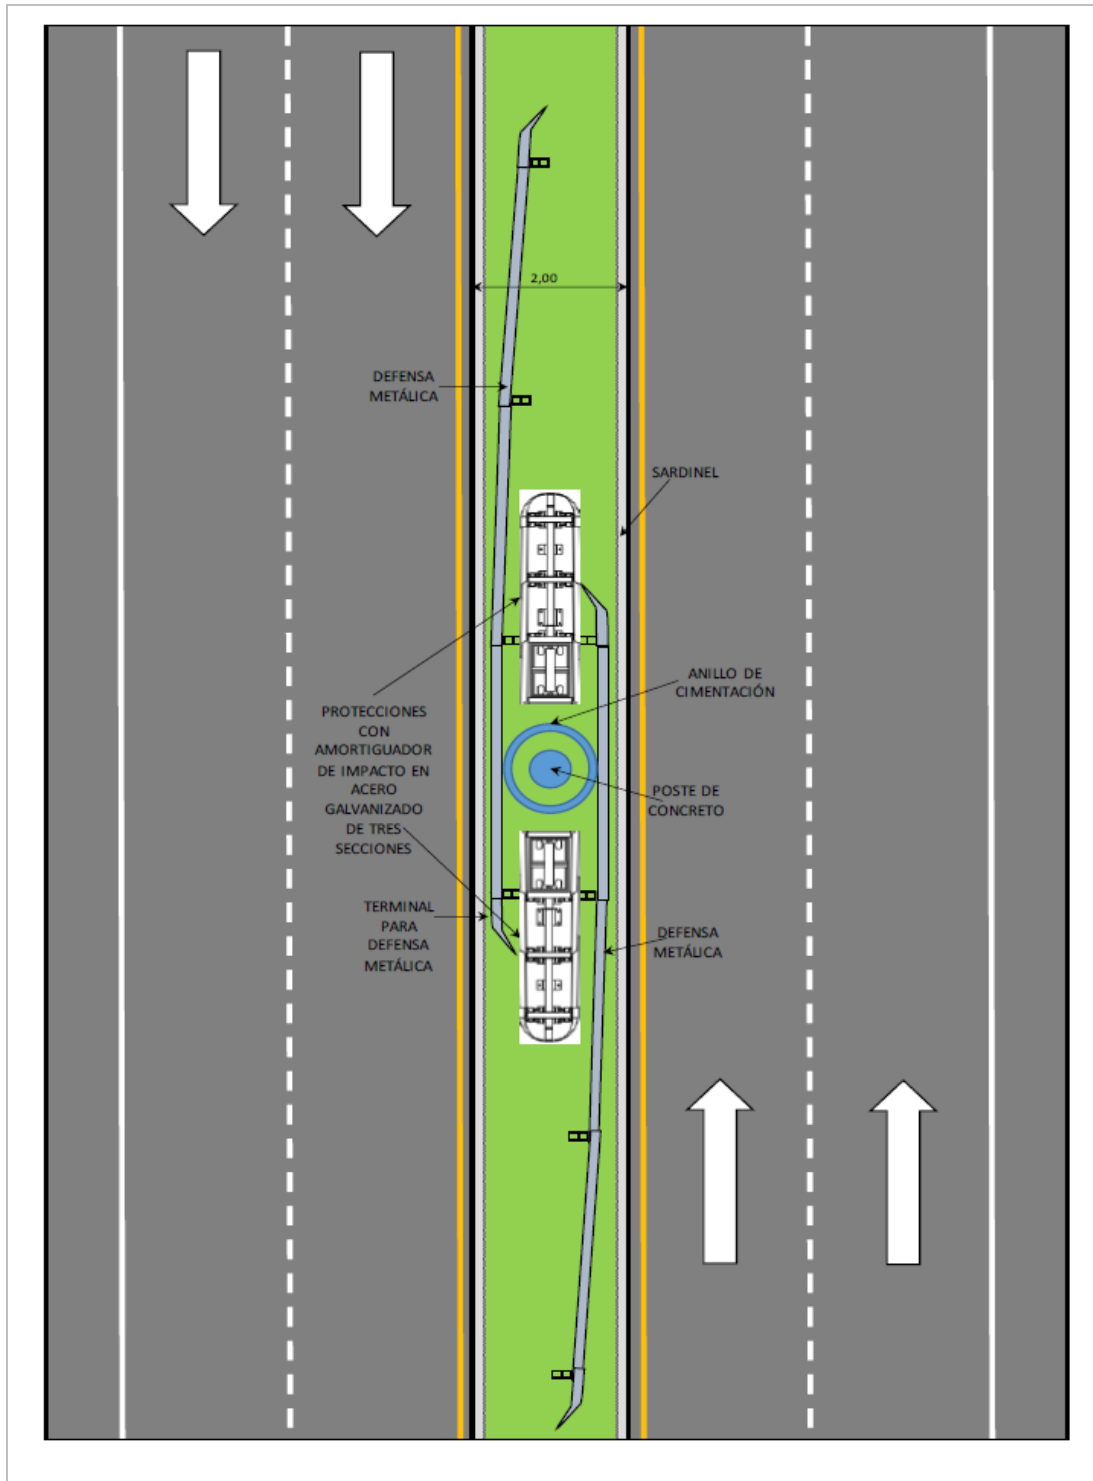 2,00
DEFENSA
METÁLICA
SARDINEL
ANILLO DE
CIMENTACIÓN
PROTECCIONES
CON
AMORTIGUADOR
DE IMPACTO EN
ACERO
GALVANIZADO
DE TRES
SECCIONES
POSTE DE
CONCRETO
TERMINAL
PARA
DEFENSA
METÁLICA
DEFENSA
METÁLICA